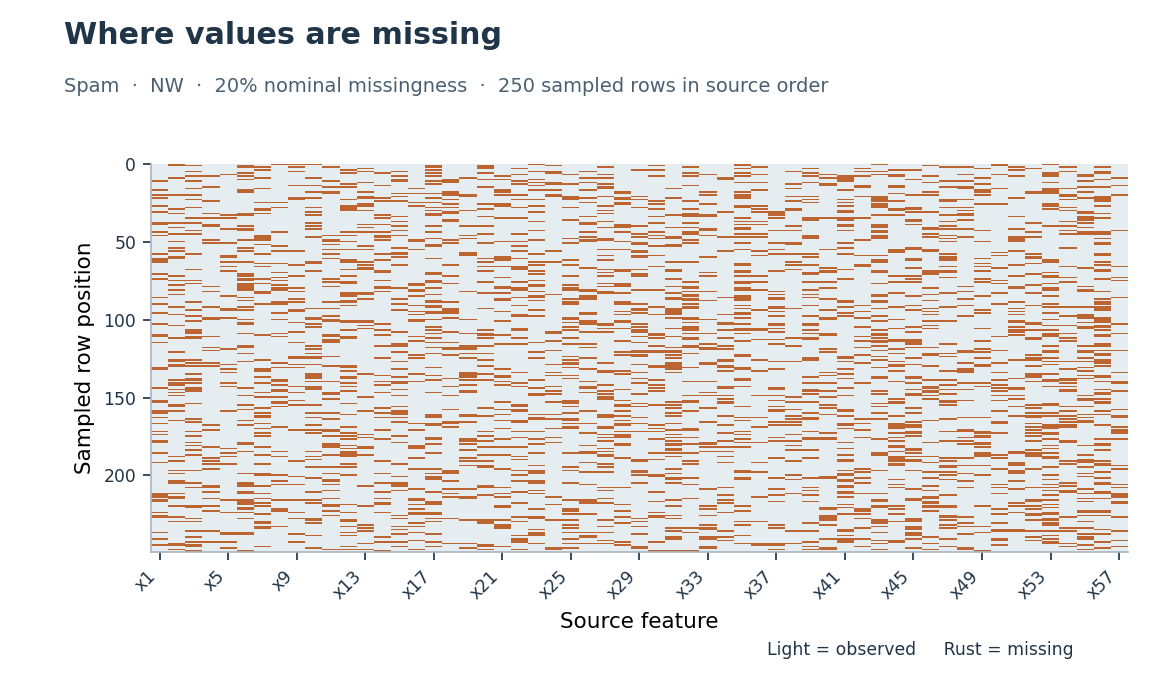 Where values are missing
Spam · NW · 20% nominal missingness · 250 sampled rows in source order
Sampled row position
0
50
100
150
200
x1 x5 x9 x13 x17 x21 x25 x29 x33 x37 x41 x45 x49 x53 x57
Source feature
Light = observed Rust = missing